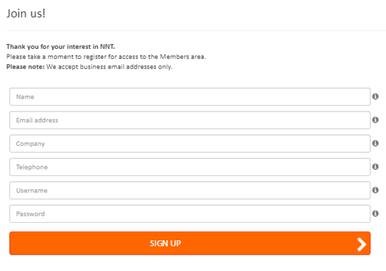 Join us!
Thank you for your interest in NNT.
Please take a moment to register for access to the Members area.
Please note: We accept business email addresses only.
Name
Email address
Company
Telephone
Username
Password
SIGN UP